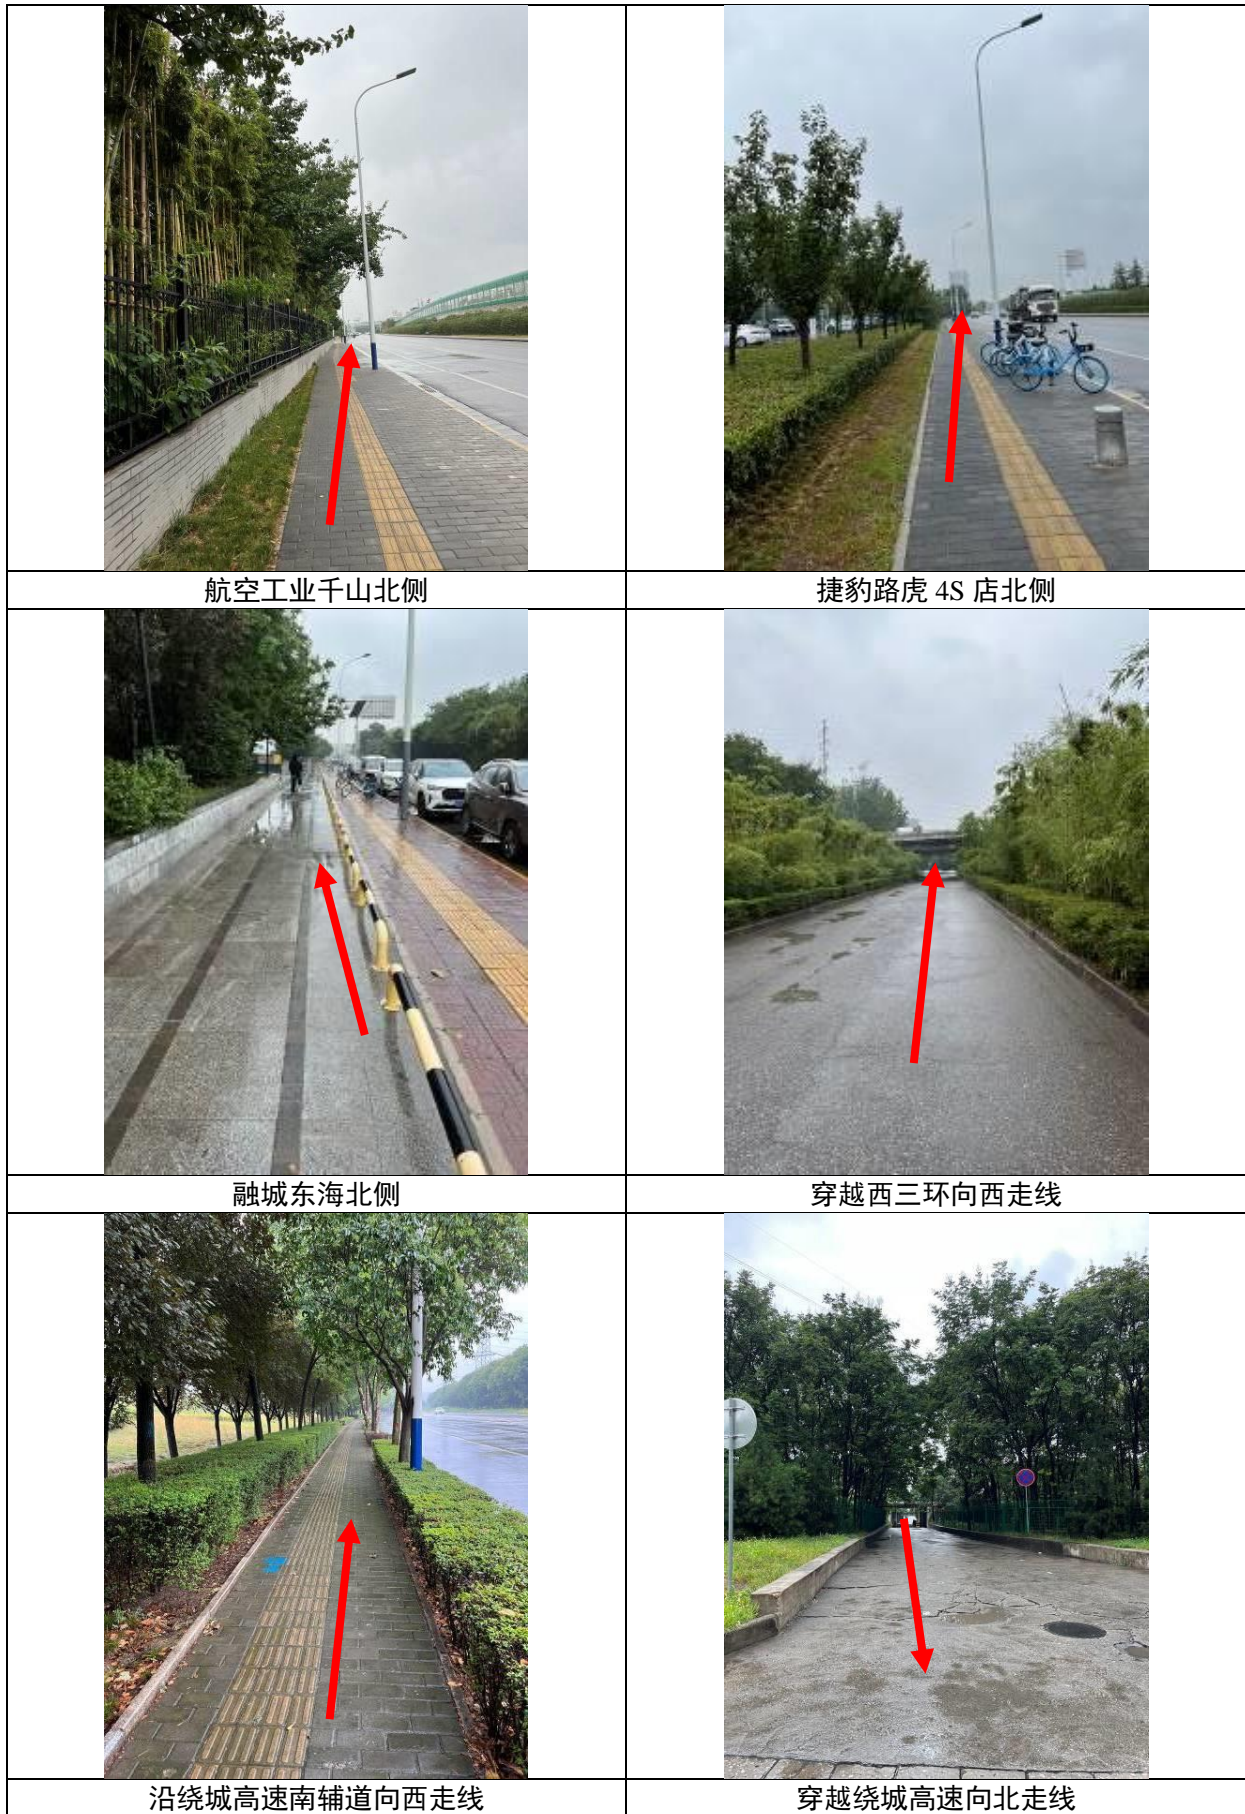 航空工业千山北侧
捷豹路虎 4S 店北侧
融城东海北侧
穿越西三环向西走线
沿绕城高速南辅道向西走线
穿越绕城高速向北走线